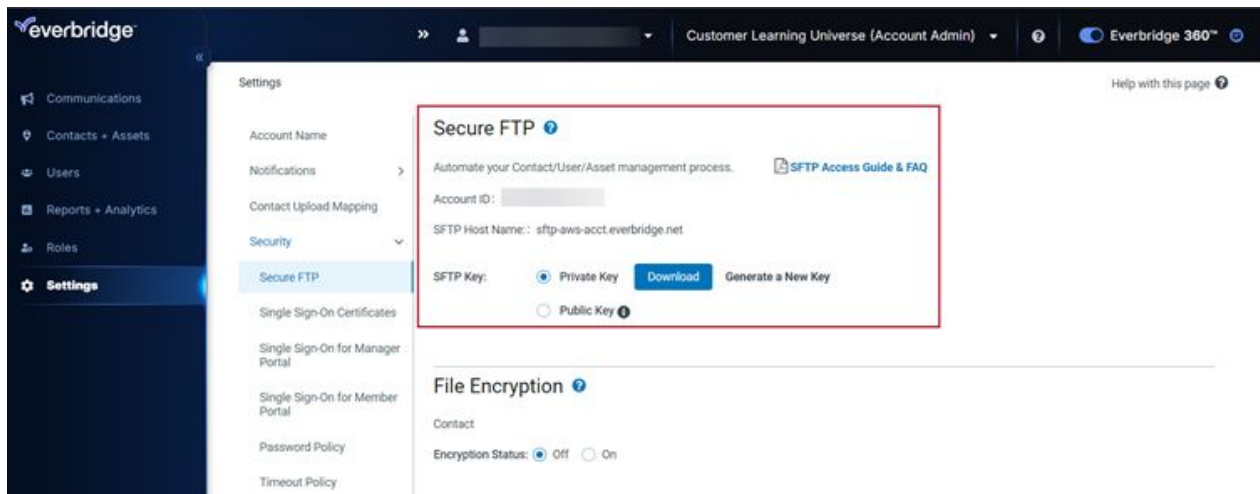 everbridge
Customer Learning Universe (Account Admin)
Everbridge 360™
Communications
Contacts + Assets
Users
Reports + Analytics
Roles
Settings
Settings
Help with this page
Account Name
Notifications
Contact Upload Mapping
Security
Secure FTP
Single Sign-On Certificates
Single Sign-On for Manager
Portal
Single Sign-On for Member
Portal
Password Policy
Timeout Policy
Secure FTP
Automate your Contact/User/Asset management process.
SFTP Access Guide & FAQ
Account ID:
SFTP Host Name:: sftp-aws-acct.everbridge.net
SFTP Key: Private Key Download Generate a New Key
Public Key
File Encryption
Contact
Encryption Status: Off On